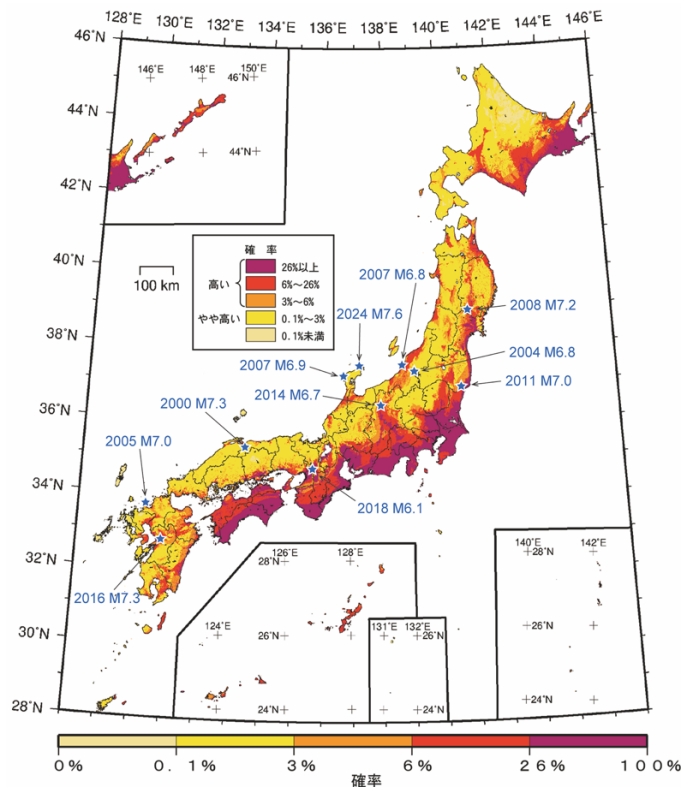 128°E 130°E 132°E 134°E 136°E 138°E 140°E 142°E 144°E 146°E
46°N
44°N
42°N
40°N
38°N
36°N
34°N
32°N
30°N
28°N
146°E 148°E 150°E
46°N
44°N
100 km
確 率
高い
26%以上
6%〜26%
3%〜6%
やや高い
0.1%〜3%
0.1%未満
2007 M6.8
2024 M7.6
2008 M7.2
2007 M6.9
2004 M6.8
2014 M6.7
2011 M7.0
2000 M7.3
2005 M7.0
2018 M6.1
2016 M7.3
126°E 128°E
28°N
124°E
26°N
24°N
131°E 132°E
26°N
24°N
140°E 142°E
28°N
26°N
24°N
0% 0.1% 3% 6% 26% 100%
確率